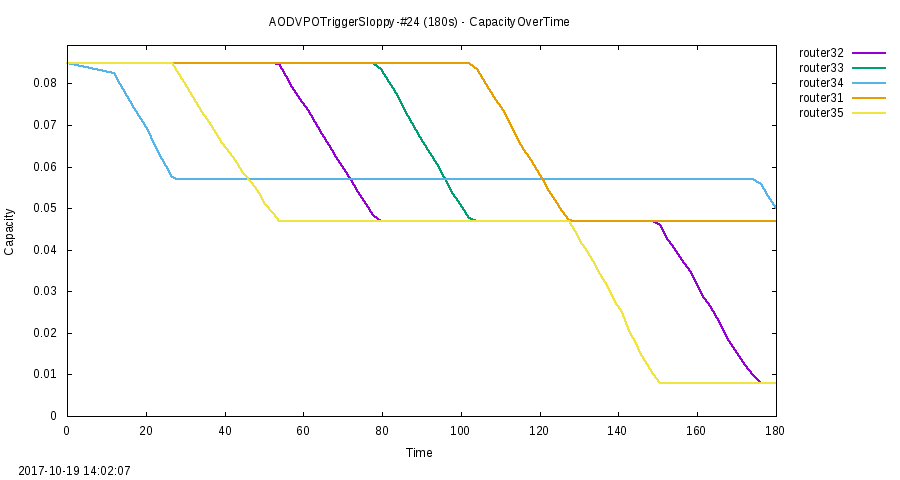 AODVPOTriggerSloppy-#24 (180s) - CapacityOverTime
router32
router33
router34
router31
router35
0.08
0.07
0.06
0.05
0.04
0.03
0.02
0.01
0
Capacity
0 20 40 60 80 100 120 140 160 180
Time
2017-10-19 14:02:07